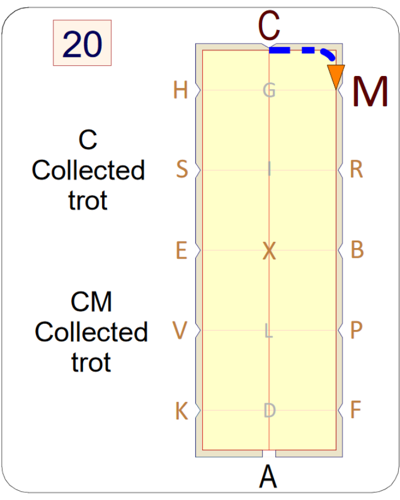 20
C
H G M
C
Collected
trot
S I R
E X B
CM
Collected
trot
V L P
K D F
A